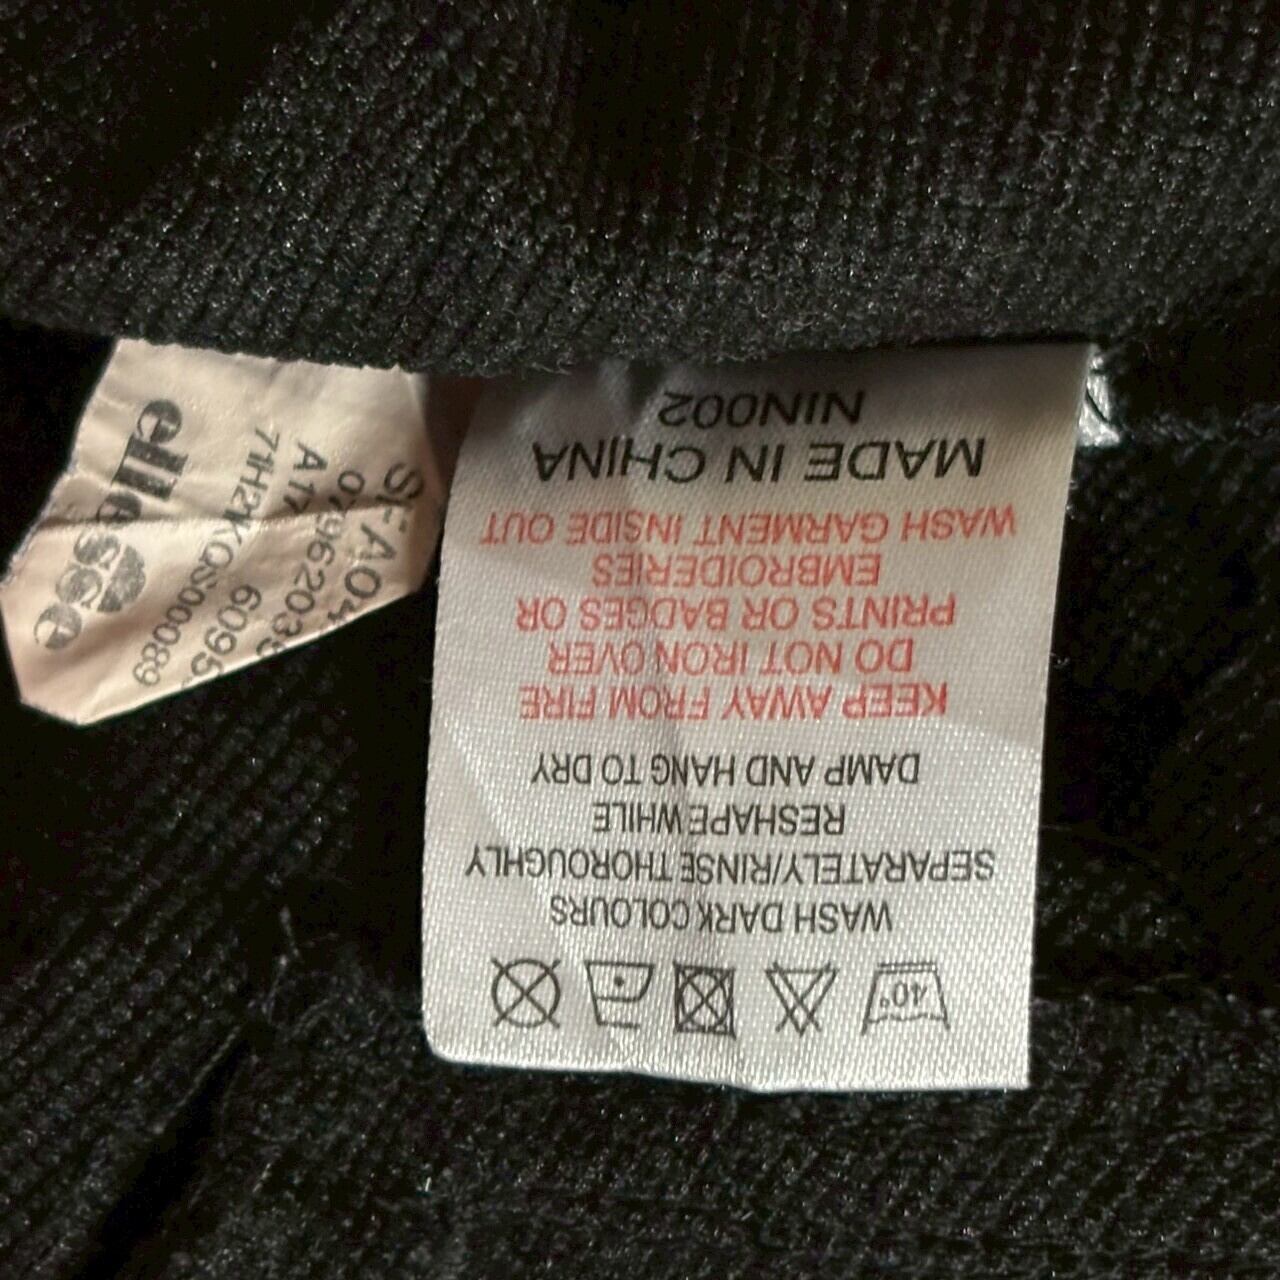 40°
WASH DARK COLOURS
SEPARATELY/RINSE THOROUGHLY
RESHAPE WHILE
DAMP AND HANG TO DRY
KEEP AWAY FROM FIRE
DO NOT IRON OVER
PRINTS OR BADGES OR
EMBROIDERIES
WASH GARMENT INSIDE OUT
MADE IN CHINA
NIN002
ellesse
71H2KQS000089